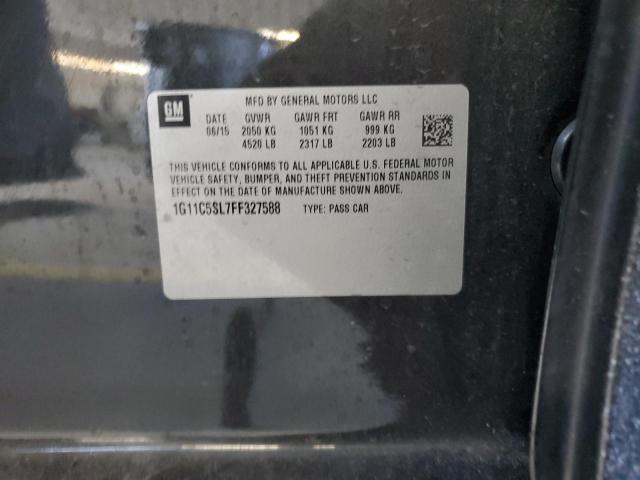 GM
MFD BY GENERAL MOTORS LLC
DATE GVWR GAWR FRT GAWR RR
06/15 2050 KG 1051 KG 999 KG
4520 LB 2317 LB 2203 LB
THIS VEHICLE CONFORMS TO ALL APPLICABLE U.S. FEDERAL MOTOR
VEHICLE SAFETY, BUMPER, AND THEFT PREVENTION STANDARDS IN
EFFECT ON THE DATE OF MANUFACTURE SHOWN ABOVE.
1G11C5SL7FF327588 TYPE: PASS CAR